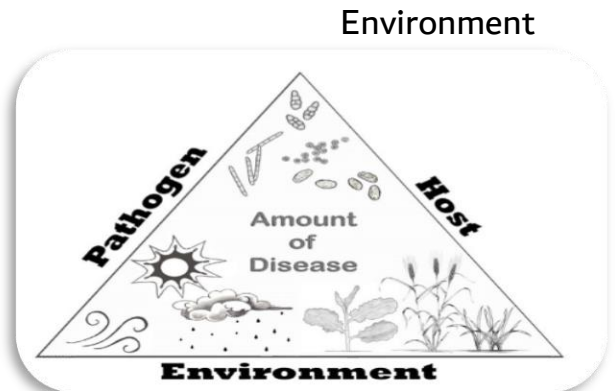 Environment
Pathogen
Host
Amount
of
Disease
Environment